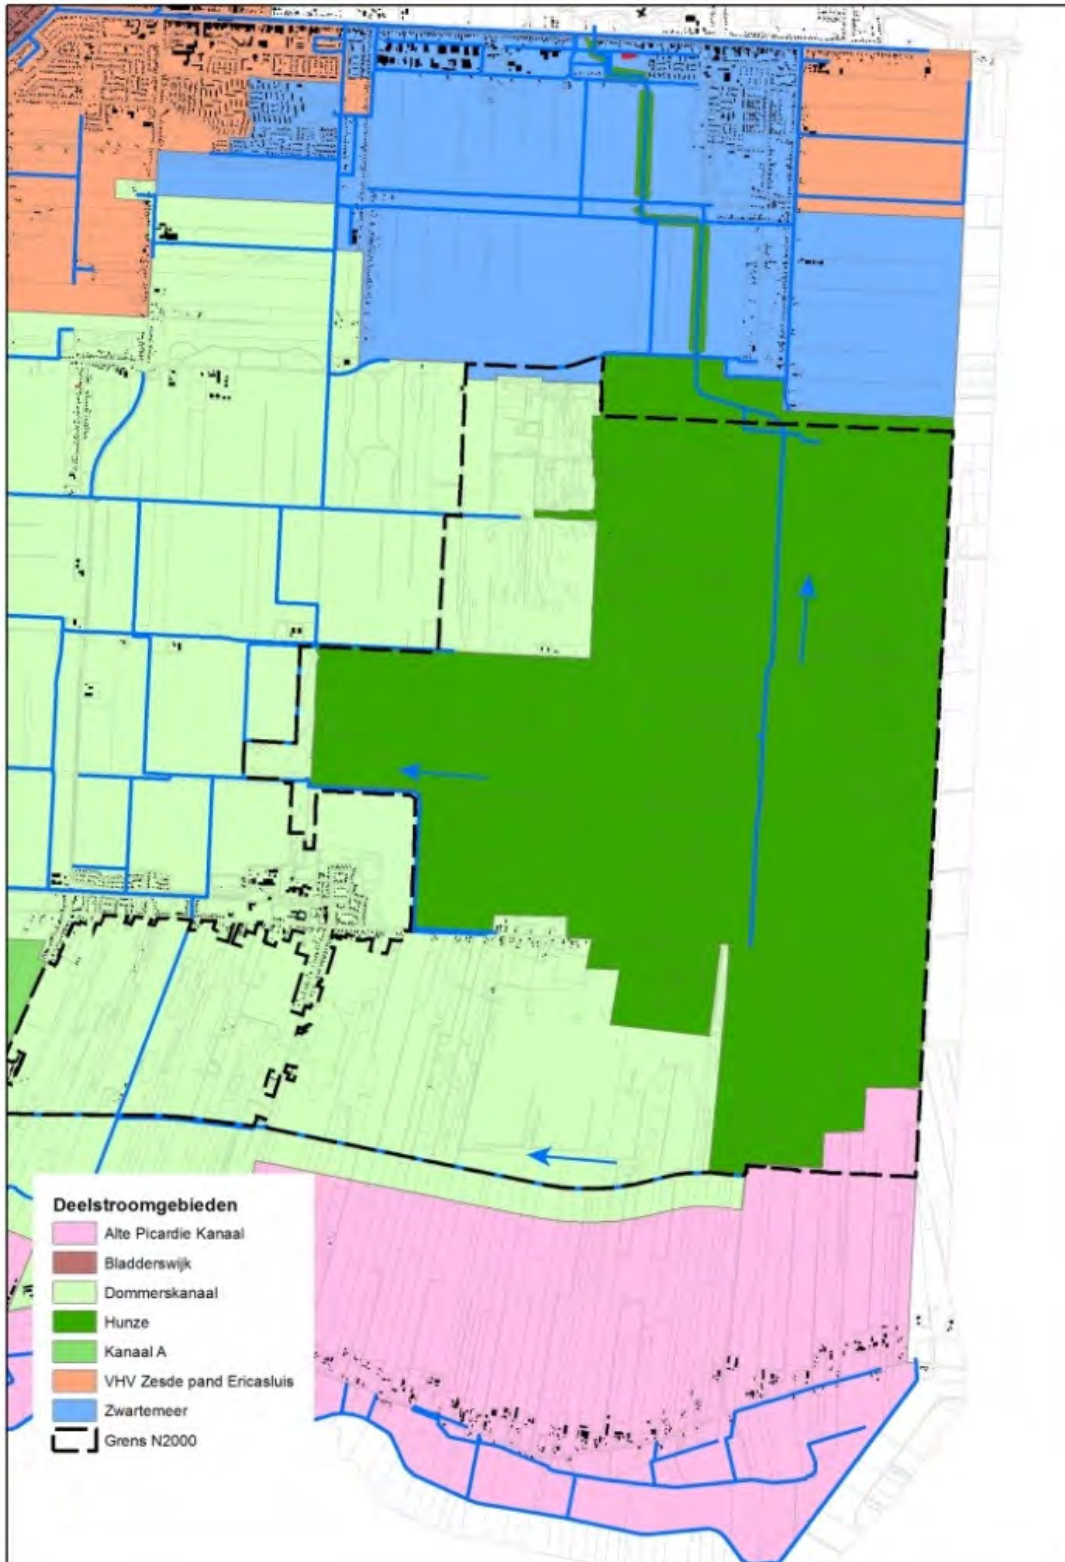 Deelstroomgebieden
Alte Picardie Kanaal
Bladderswijk
Dommerskanaal
Hunze
Kanaal A
VHV Zesde pand Ericasluis
Zwartemeer
Grens N2000